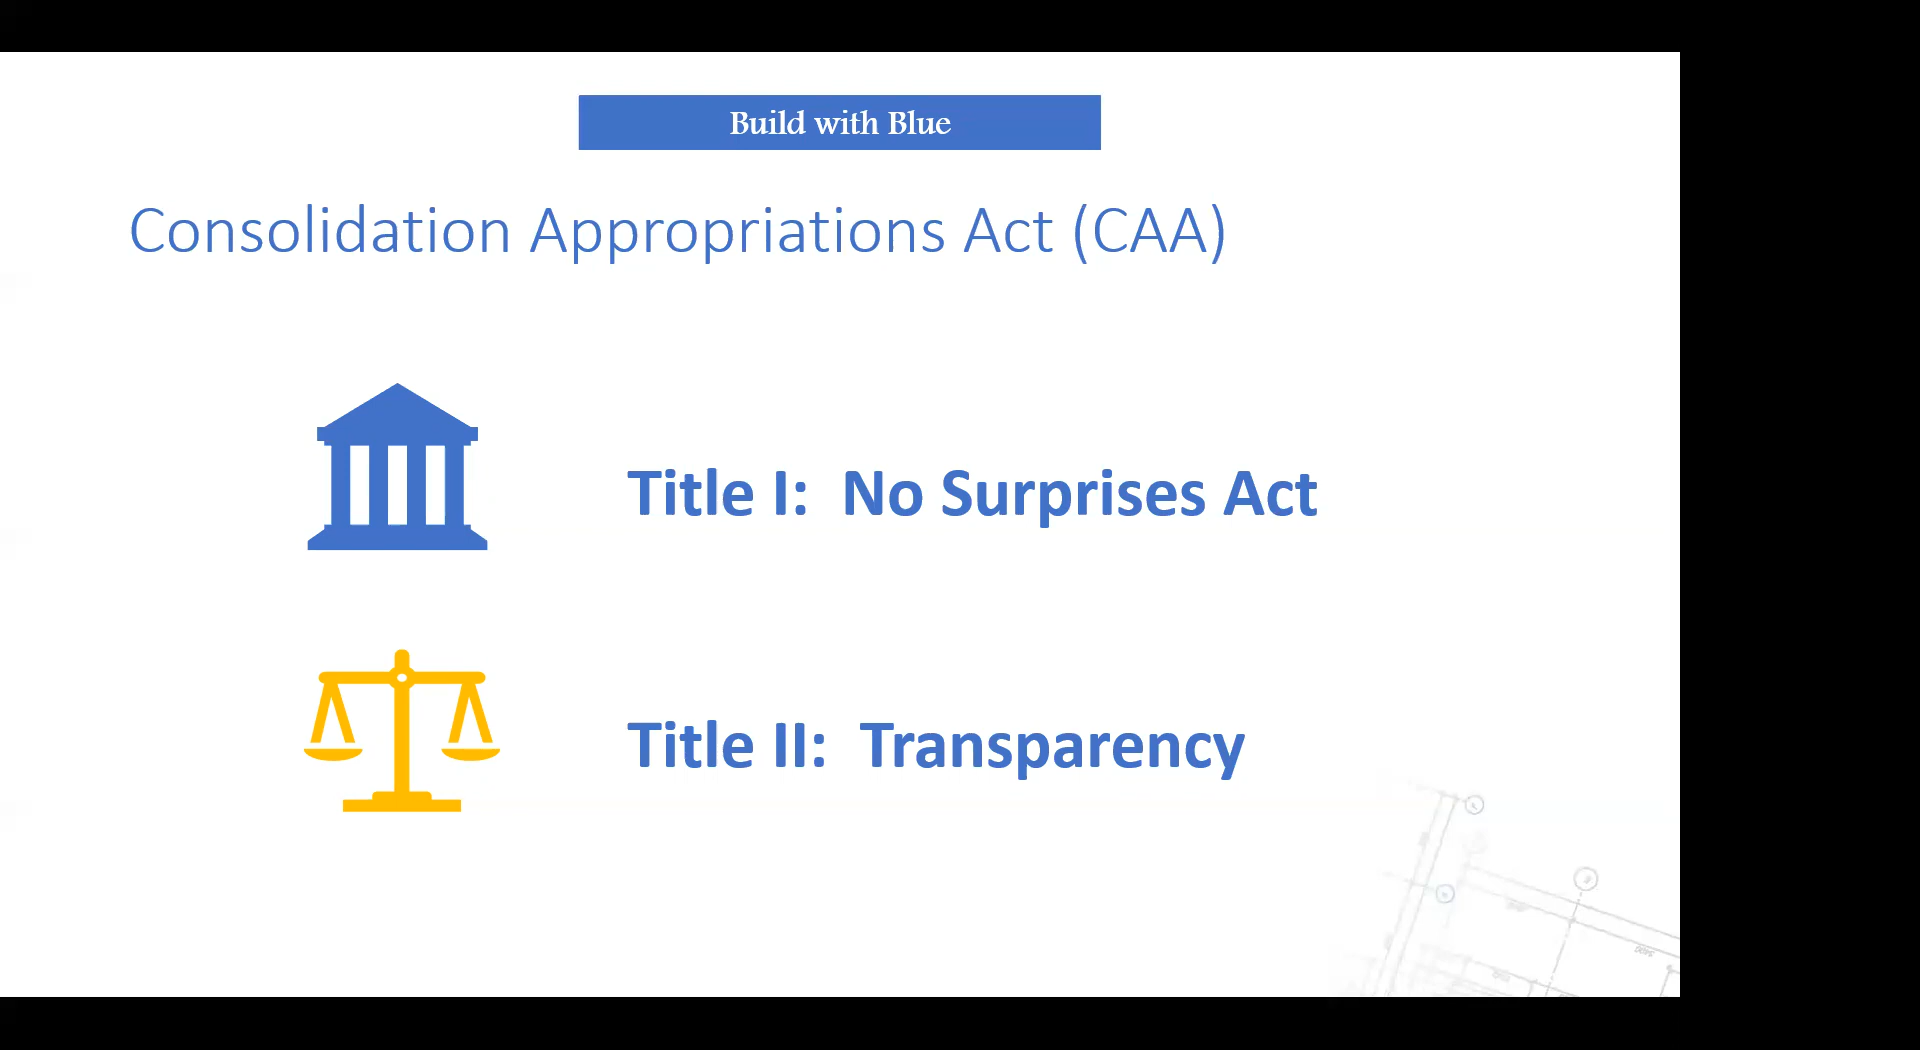 Build with Blue
Consolidation Appropriations Act (CAA)
Title I: No Surprises Act
Title II: Transparency